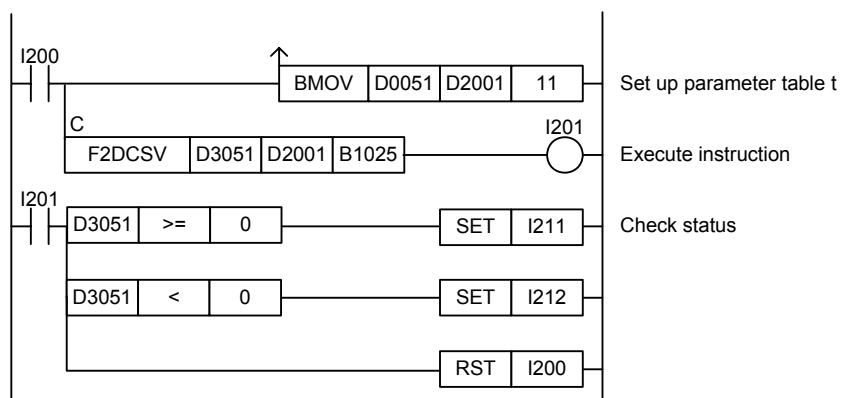 I200
BMOV D0051 D2001 11 Set up parameter table t
C I201
F2DCSV D3051 D2001 B1025 Execute instruction
I201
D3051 >= 0 SET I211 Check status
D3051 < 0 SET I212
RST I200